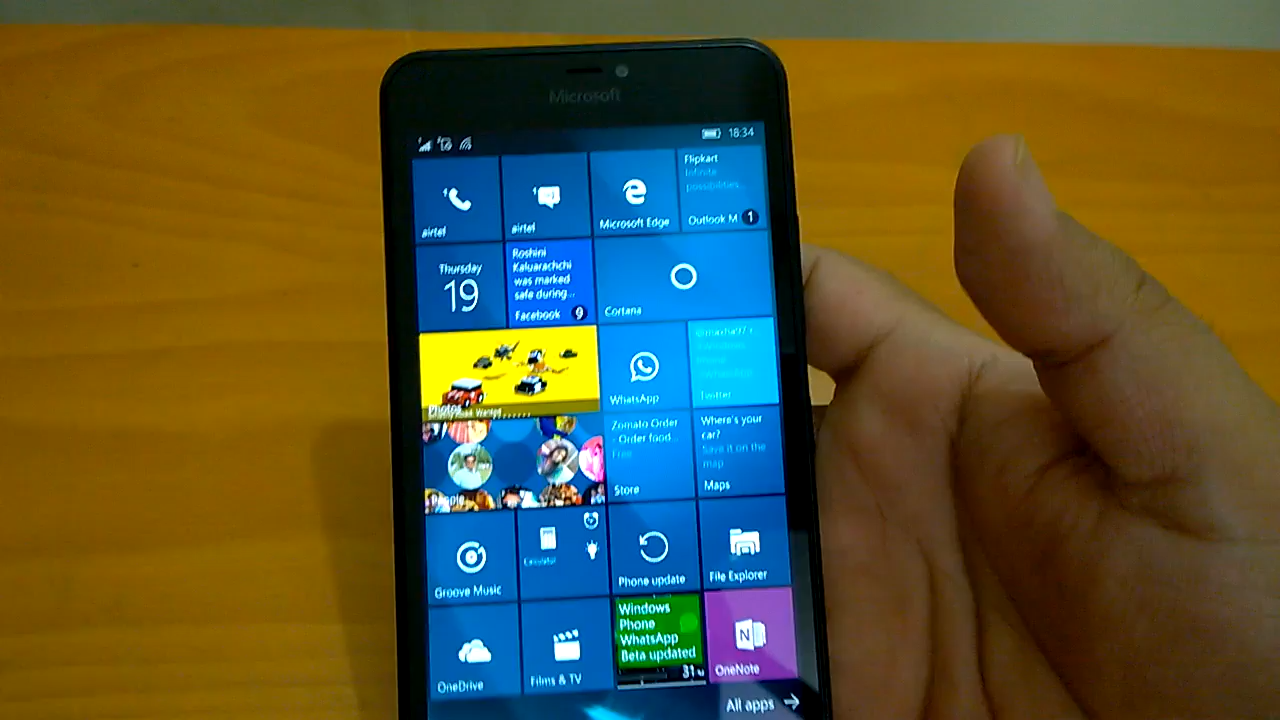 Microsoft
18:34
airtel
airtel
Microsoft Edge
Flipkart
Infinite
possibilities...
Outlook M 1
Thursday
19
Roshini
Kaluarachchi
was marked
safe during...
Facebook 9
Cortana
Photos
WhatsApp
Twitter
People
Zomato Order
- Order food...
Free
Store
Where's your
car?
Save it on the
map
Maps
Groove Music
Calculator
Phone update
File Explorer
OneDrive
Films & TV
Windows
Phone
WhatsApp
Beta updated
OneNote
All apps